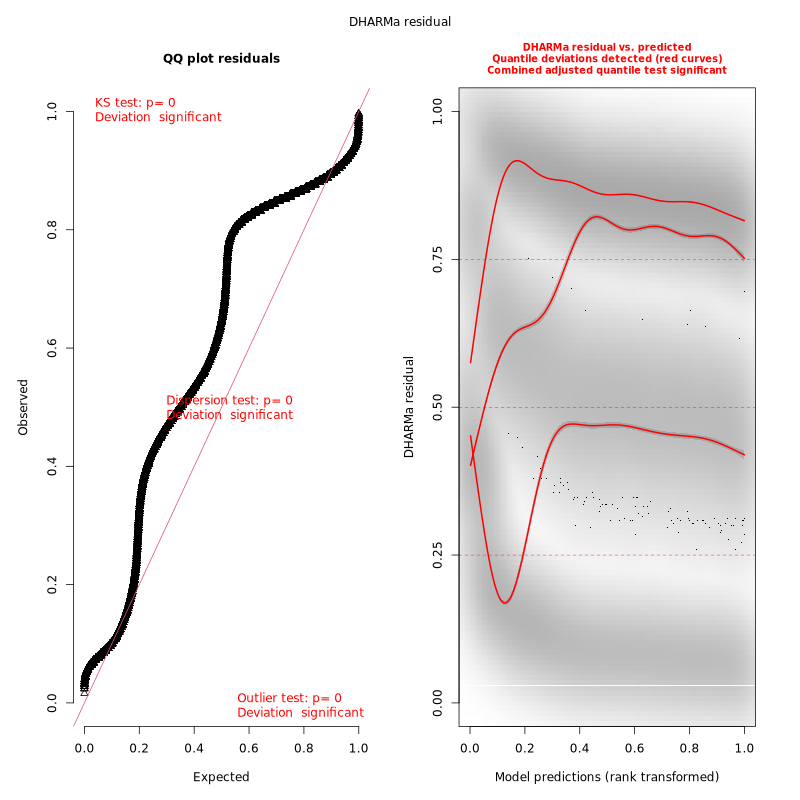 DHARMa residual
QQ plot residuals
KS test: p= 0
Deviation significant
Dispersion test: p= 0
Deviation significant
Outlier test: p= 0
Deviation significant
Observed
0.0
0.2
0.4
0.6
0.8
1.0
0.0
0.2
0.4
0.6
0.8
1.0
Expected
DHARMa residual vs. predicted
Quantile deviations detected (red curves)
Combined adjusted quantile test significant
DHARMa residual
0.00
0.25
0.50
0.75
1.00
0.0
0.2
0.4
0.6
0.8
1.0
Model predictions (rank transformed)